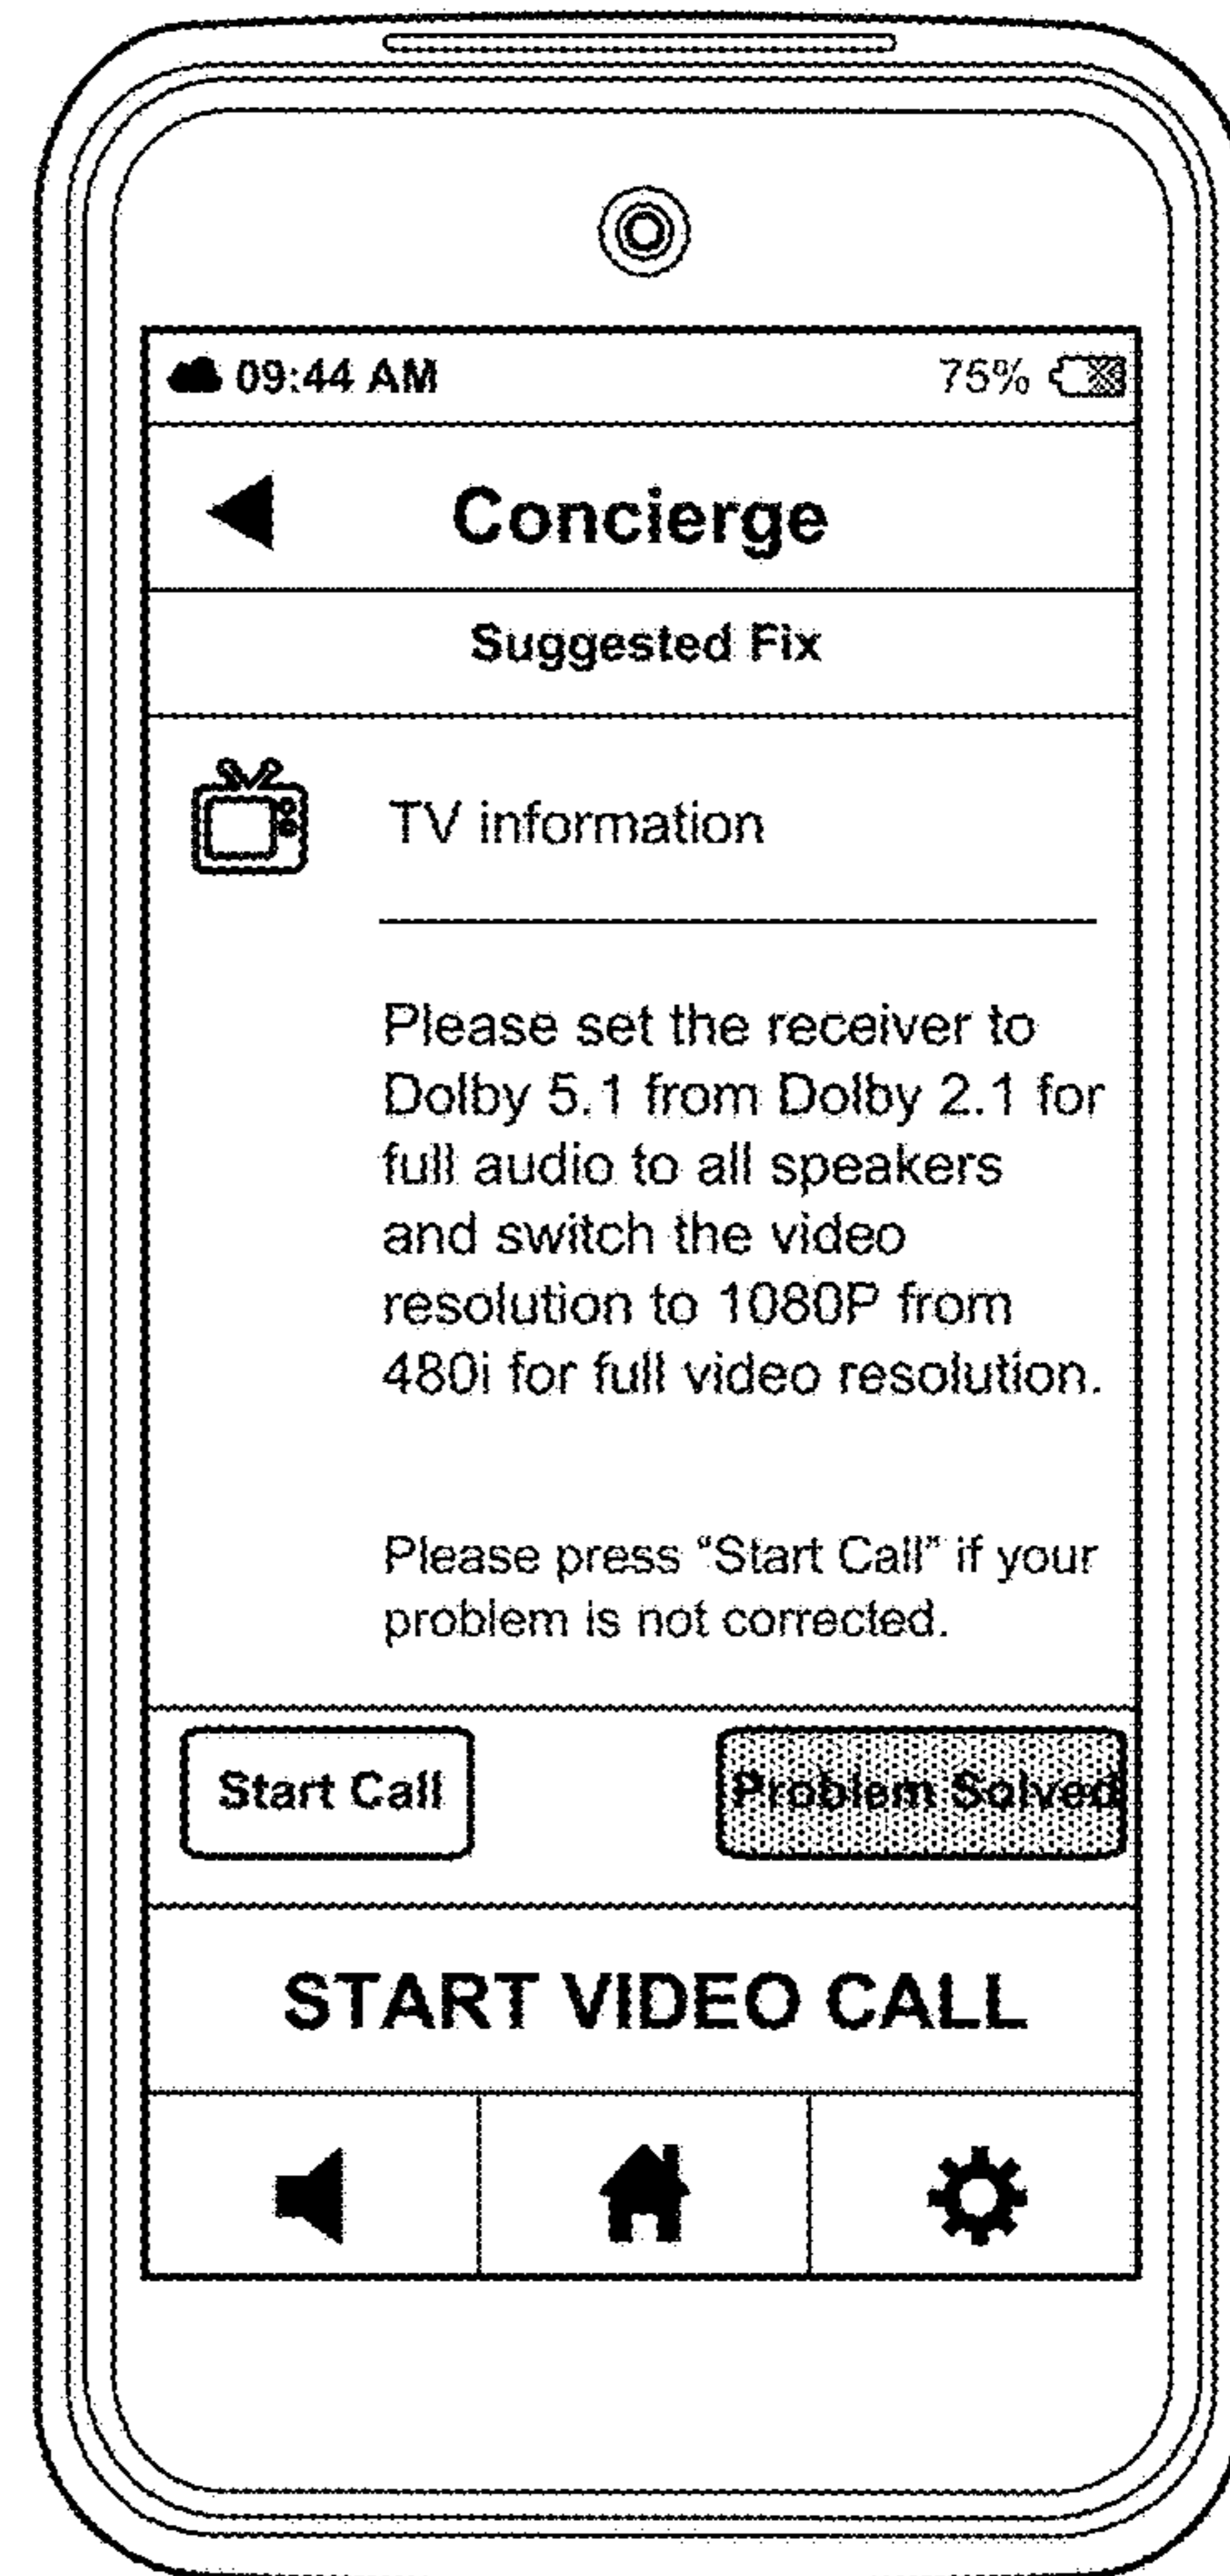 09:44 AM 75%
Concierge
Suggested Fix
TV information
Please set the receiver to
Dolby 5.1 from Dolby 2.1 for
full audio to all speakers
and switch the video
resolution to 1080P from
480i for full video resolution.
Please press “Start Call” if your
problem is not corrected.
Start Call Problem Solved
START VIDEO CALL